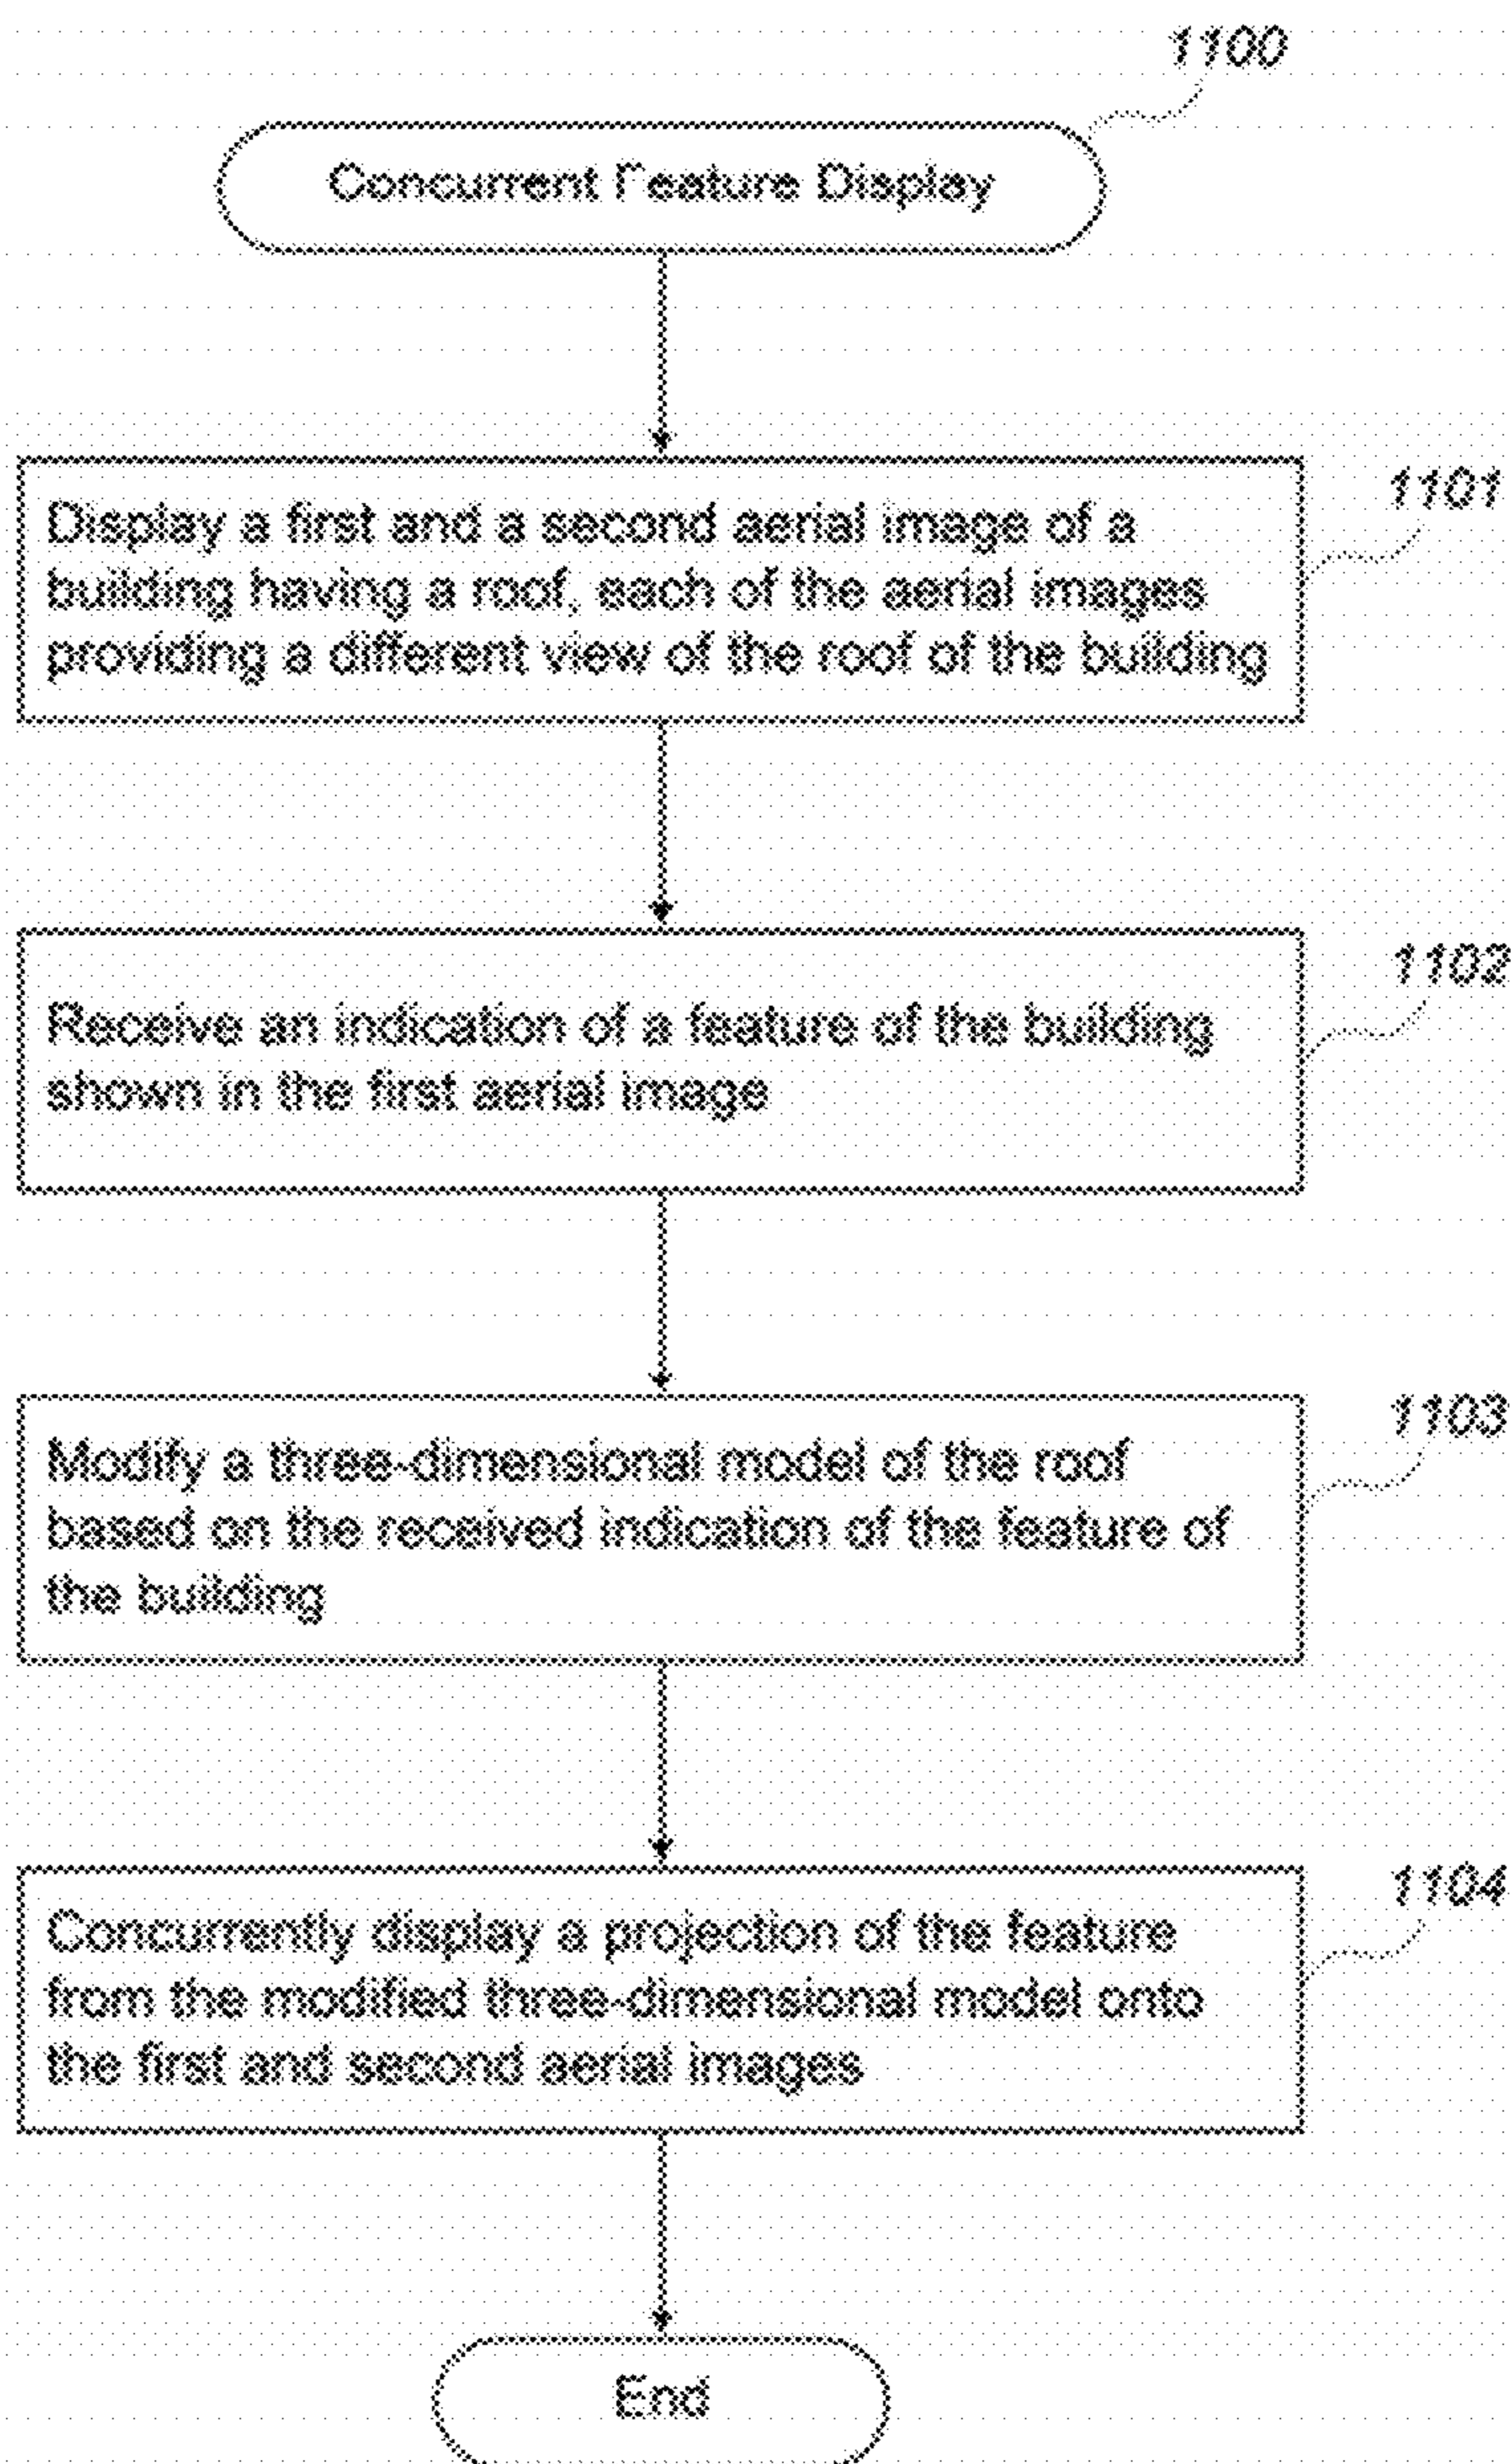 1100
Concurrent Feature Display
1101
Display a first and a second aerial image of a
building having a roof, each of the aerial images
providing a different view of the roof of the building
1102
Receive an indication of a feature of the building
shown in the first aerial image
1103
Modify a three-dimensional model of the roof
based on the received indication of the feature of
the building
1104
Concurrently display a projection of the feature
from the modified three-dimensional model onto
the first and second aerial images
End